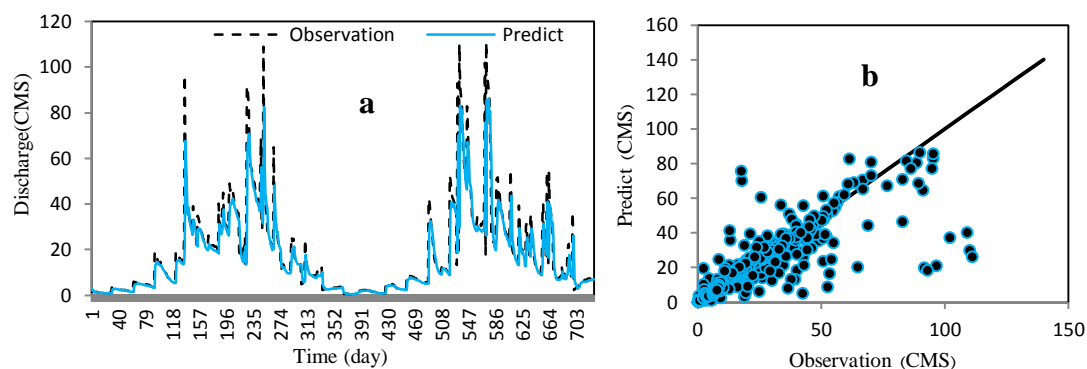 120
100
80
60
40
20
0
Discharge(CMS)
Observation Predict
a
1 40 79 118 157 196 235 274 313 352 391 430 469 508 547 586 625 664 703
Time (day)
160
140
120
100
80
60
40
20
0
Predict (CMS)
b
0 50 100 150
Observation (CMS)